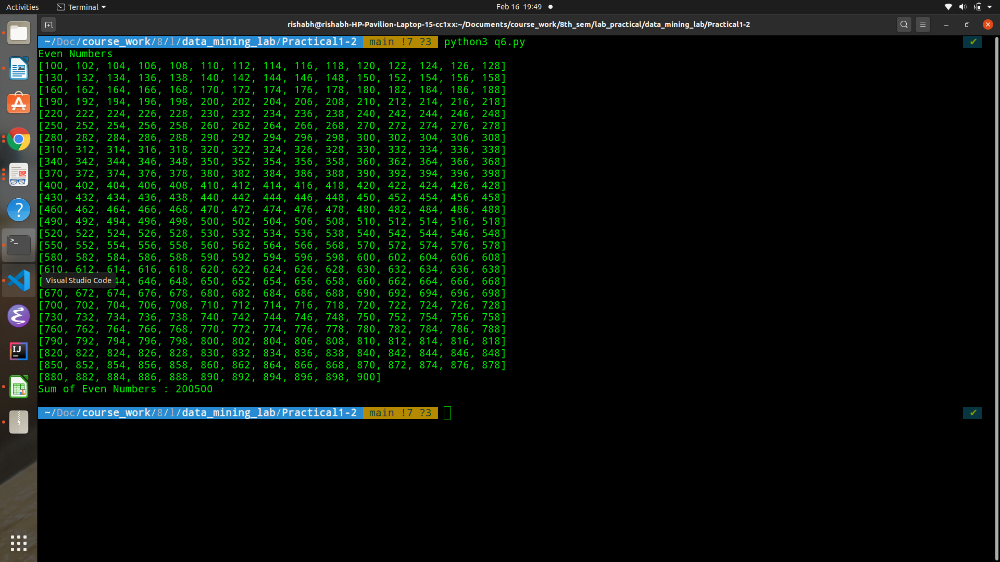 Activities
Terminal
Feb 16 19:49
rishabh@rishabh-HP-Pavilion-Laptop-15-cc1xx:~/Documents/course_work/8th_sem/lab_practical/data_mining_lab/Practical1-2
~/Doc/course_work/8/l/data_mining_lab/Practical1-2 main !7 ?3 python3 q6.py ✔
Even Numbers
[100, 102, 104, 106, 108, 110, 112, 114, 116, 118, 120, 122, 124, 126, 128]
[130, 132, 134, 136, 138, 140, 142, 144, 146, 148, 150, 152, 154, 156, 158]
[160, 162, 164, 166, 168, 170, 172, 174, 176, 178, 180, 182, 184, 186, 188]
[190, 192, 194, 196, 198, 200, 202, 204, 206, 208, 210, 212, 214, 216, 218]
[220, 222, 224, 226, 228, 230, 232, 234, 236, 238, 240, 242, 244, 246, 248]
[250, 252, 254, 256, 258, 260, 262, 264, 266, 268, 270, 272, 274, 276, 278]
[280, 282, 284, 286, 288, 290, 292, 294, 296, 298, 300, 302, 304, 306, 308]
[310, 312, 314, 316, 318, 320, 322, 324, 326, 328, 330, 332, 334, 336, 338]
[340, 342, 344, 346, 348, 350, 352, 354, 356, 358, 360, 362, 364, 366, 368]
[370, 372, 374, 376, 378, 380, 382, 384, 386, 388, 390, 392, 394, 396, 398]
[400, 402, 404, 406, 408, 410, 412, 414, 416, 418, 420, 422, 424, 426, 428]
[430, 432, 434, 436, 438, 440, 442, 444, 446, 448, 450, 452, 454, 456, 458]
[460, 462, 464, 466, 468, 470, 472, 474, 476, 478, 480, 482, 484, 486, 488]
[490, 492, 494, 496, 498, 500, 502, 504, 506, 508, 510, 512, 514, 516, 518]
[520, 522, 524, 526, 528, 530, 532, 534, 536, 538, 540, 542, 544, 546, 548]
[550, 552, 554, 556, 558, 560, 562, 564, 566, 568, 570, 572, 574, 576, 578]
[580, 582, 584, 586, 588, 590, 592, 594, 596, 598, 600, 602, 604, 606, 608]
[610, 612, 614, 616, 618, 620, 622, 624, 626, 628, 630, 632, 634, 636, 638]
Visual Studio Code
[ 44, 646, 648, 650, 652, 654, 656, 658, 660, 662, 664, 666, 668]
[670, 672, 674, 676, 678, 680, 682, 684, 686, 688, 690, 692, 694, 696, 698]
[700, 702, 704, 706, 708, 710, 712, 714, 716, 718, 720, 722, 724, 726, 728]
[730, 732, 734, 736, 738, 740, 742, 744, 746, 748, 750, 752, 754, 756, 758]
[760, 762, 764, 766, 768, 770, 772, 774, 776, 778, 780, 782, 784, 786, 788]
[790, 792, 794, 796, 798, 800, 802, 804, 806, 808, 810, 812, 814, 816, 818]
[820, 822, 824, 826, 828, 830, 832, 834, 836, 838, 840, 842, 844, 846, 848]
[850, 852, 854, 856, 858, 860, 862, 864, 866, 868, 870, 872, 874, 876, 878]
[880, 882, 884, 886, 888, 890, 892, 894, 896, 898, 900]
Sum of Even Numbers : 200500
~/Doc/course_work/8/l/data_mining_lab/Practical1-2 main !7 ?3 ✔